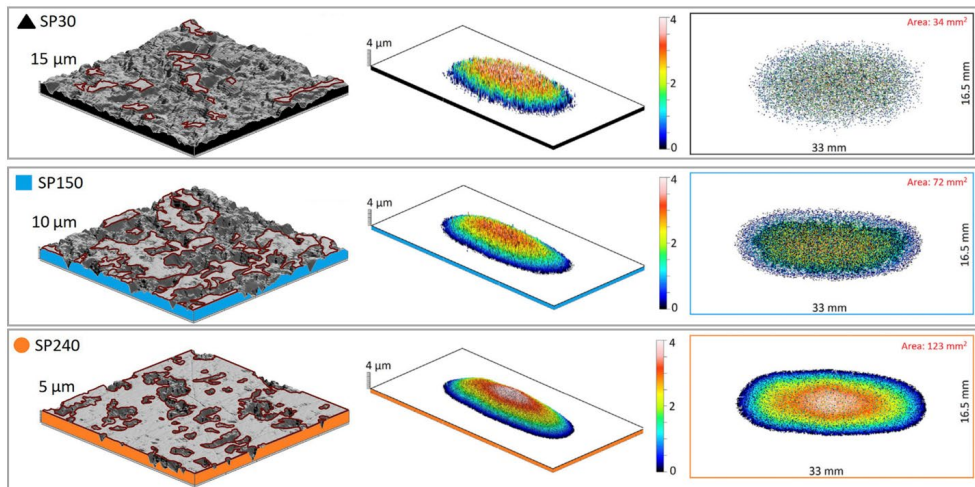 SP30
15 µm
4 µm
4
2
0
Area: 34 mm²
16.5 mm
33 mm
SP150
10 µm
4 µm
4
2
0
Area: 72 mm²
16.5 mm
33 mm
SP240
5 µm
4 µm
4
2
0
Area: 123 mm²
16.5 mm
33 mm